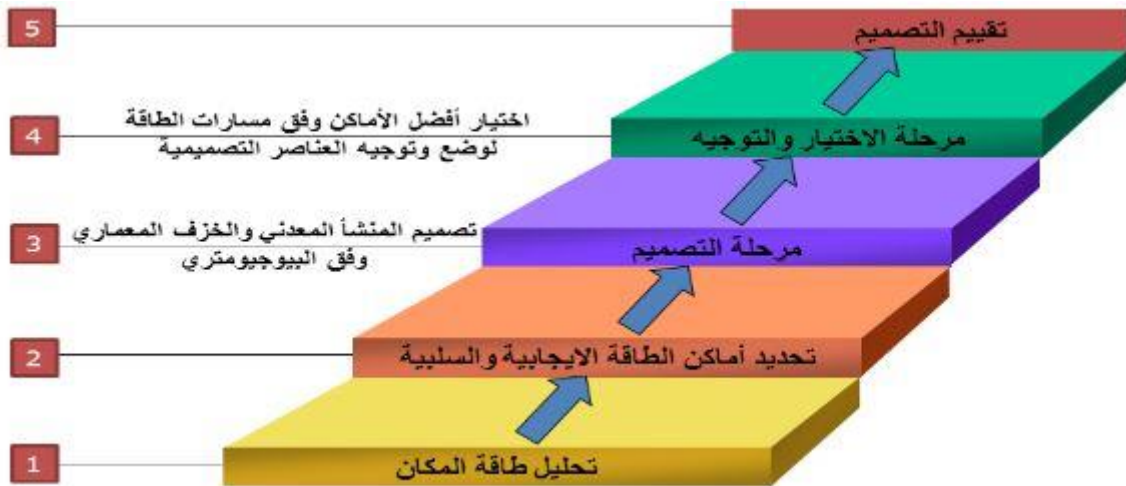 5
تقييم التصميم
4
اختيار أفضل الأماكن وفق مسارات الطاقة
لوضع وتوجيه العناصر التصميمية
مرحلة الاختيار والتوجيه
3
تصميم المنشأ المعدني والخزف المعماري
وفق البيوجيومتري
مرحلة التصميم
2
تحديد أماكن الطاقة الايجابية والسلبية
1
تحليل طاقة المكان